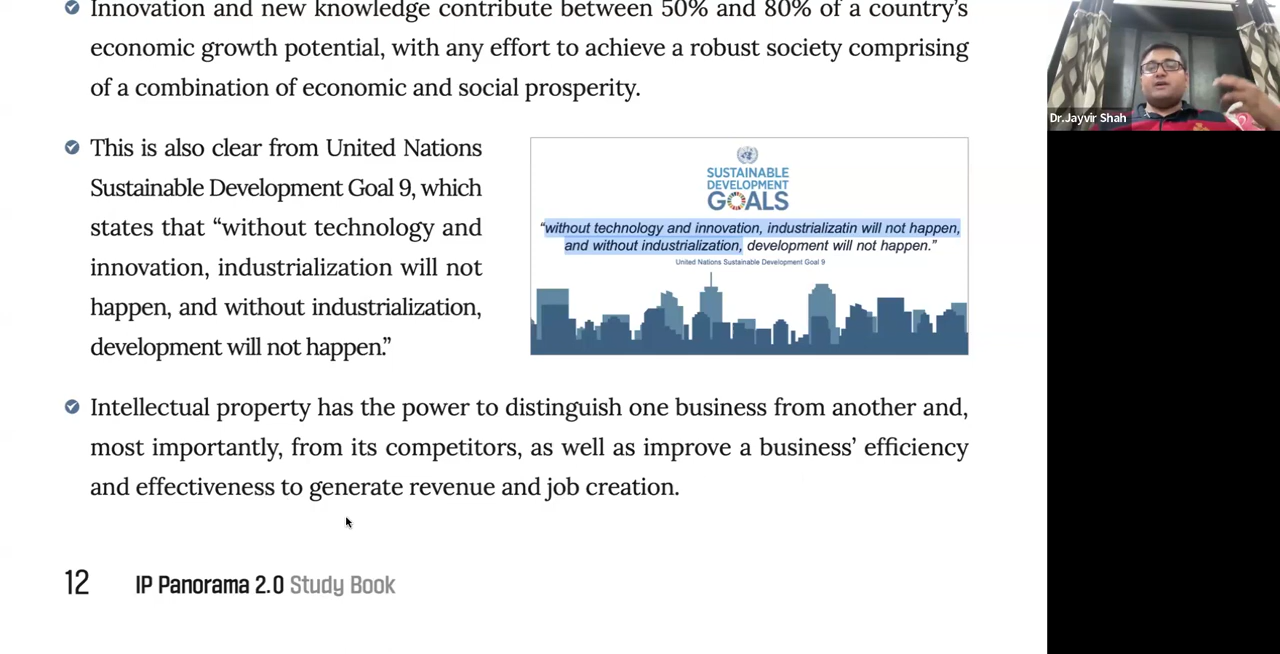 Innovation and new knowledge contribute between 50% and 80% of a country's
economic growth potential, with any effort to achieve a robust society comprising
of a combination of economic and social prosperity.
This is also clear from United Nations
Sustainable Development Goal 9, which
states that “without technology and
innovation, industrialization will not
happen, and without industrialization,
development will not happen.”
SUSTAINABLE
DEVELOPMENT
GOALS
“without technology and innovation, industrializatin will not happen,
and without industrialization, development will not happen.”
United Nations Sustainable Development Goal 9
Intellectual property has the power to distinguish one business from another and,
most importantly, from its competitors, as well as improve a business’ efficiency
and effectiveness to generate revenue and job creation.
12 IP Panorama 2.0 Study Book
Dr.Jayvir Shah